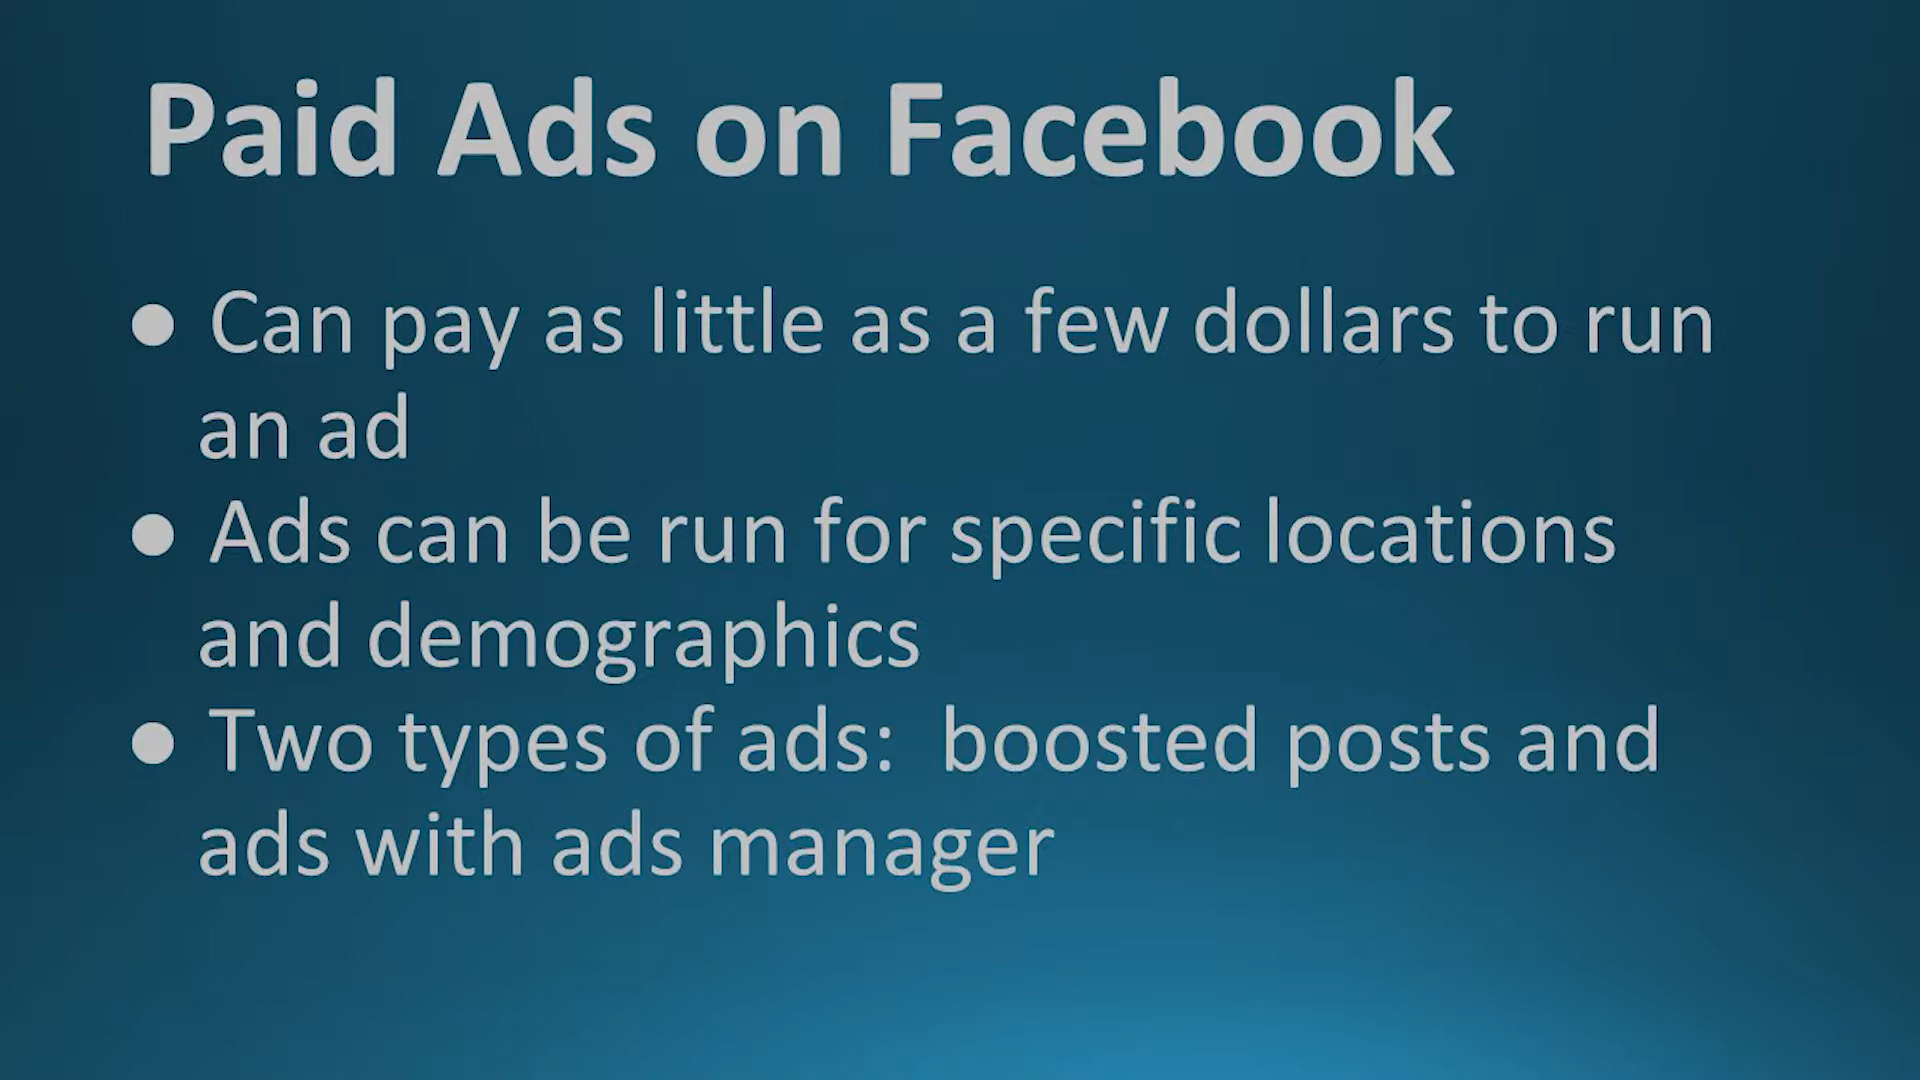 Paid Ads on Facebook
● Can pay as little as a few dollars to run
an ad
● Ads can be run for specific locations
and demographics
● Two types of ads:  boosted posts and
ads with ads manager